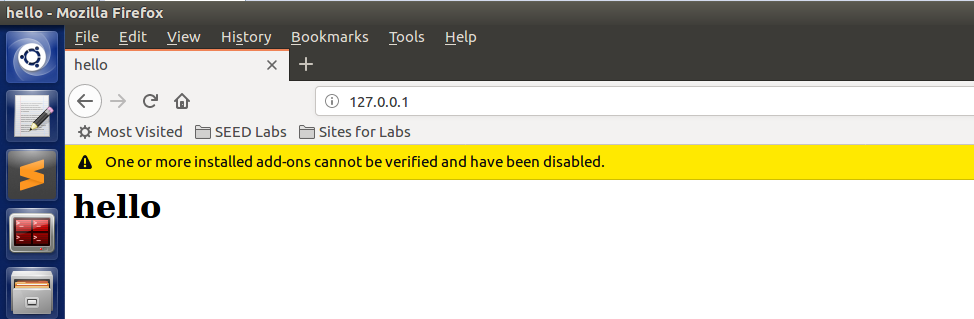 hello - Mozilla Firefox
File Edit View History Bookmarks Tools Help
hello
127.0.0.1
Most Visited SEED Labs Sites for Labs
One or more installed add-ons cannot be verified and have been disabled.
hello